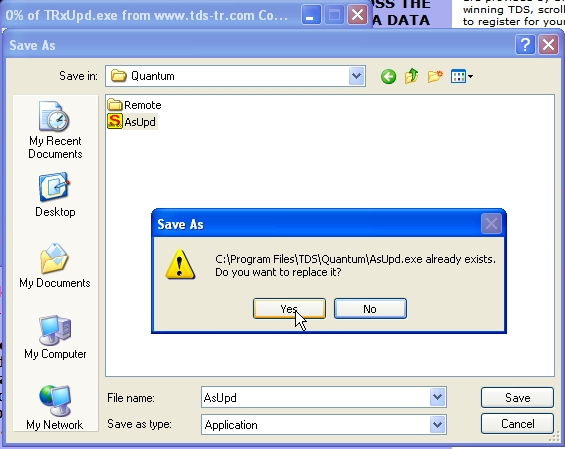 0% of TRxUpd.exe from www.tds-tr.com Co...
OSS THE
A DATA
winning TDS, scroll
to register for your
Save As
Save in:
Quantum
Remote
AsUpd
My Recent
Documents
Desktop
My Documents
My Computer
My Network
Save As
C:\Program Files\TDS\Quantum\AsUpd.exe already exists.
Do you want to replace it?
Yes
No
File name:
AsUpd
Save
Save as type:
Application
Cancel